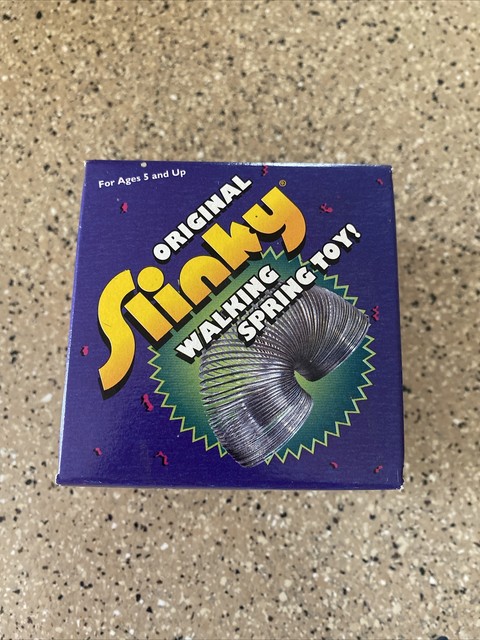 For Ages 5 and Up
ORIGINAL
Slinky®
WALKING
SPRING TOY!